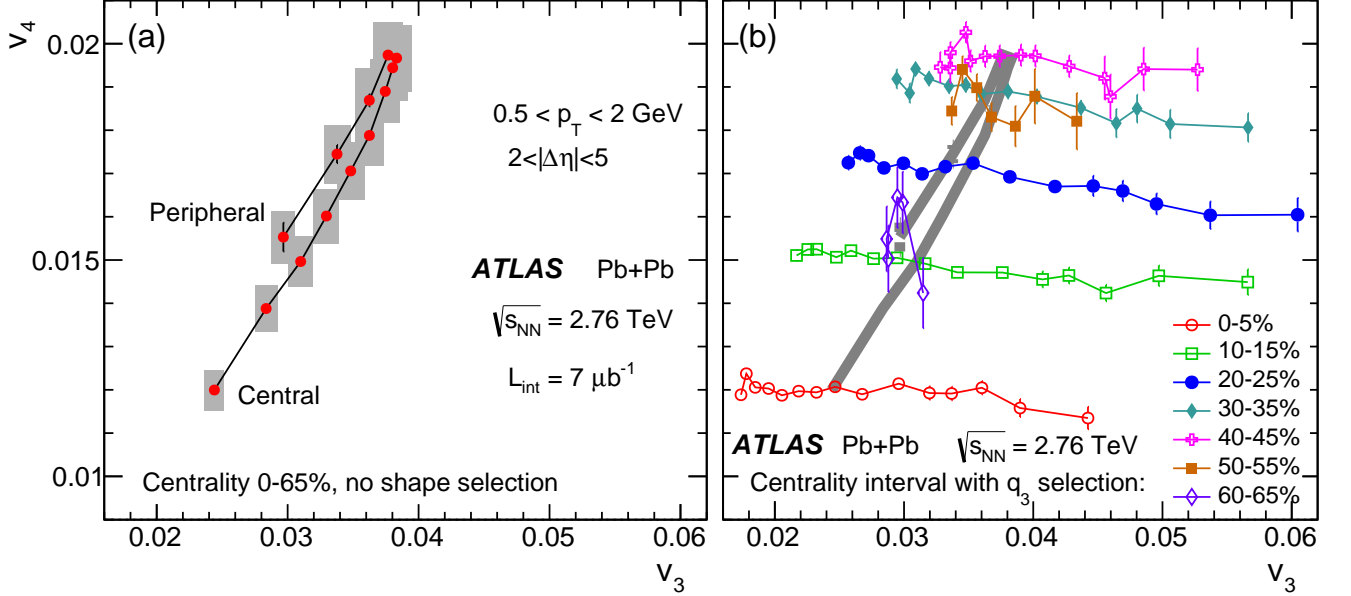 v4
(a)
0.02
0.015
0.01
0.5 < pT < 2 GeV
2<|Δη|<5
Peripheral
ATLAS Pb+Pb
√sNN = 2.76 TeV
Lint = 7 μb-1
Central
Centrality 0-65%, no shape selection
0.02 0.03 0.04 0.05 0.06
v3
(b)
0-5%
10-15%
20-25%
30-35%
40-45%
50-55%
60-65%
ATLAS Pb+Pb √sNN = 2.76 TeV
Centrality interval with q3 selection:
0.02 0.03 0.04 0.05 0.06
v3